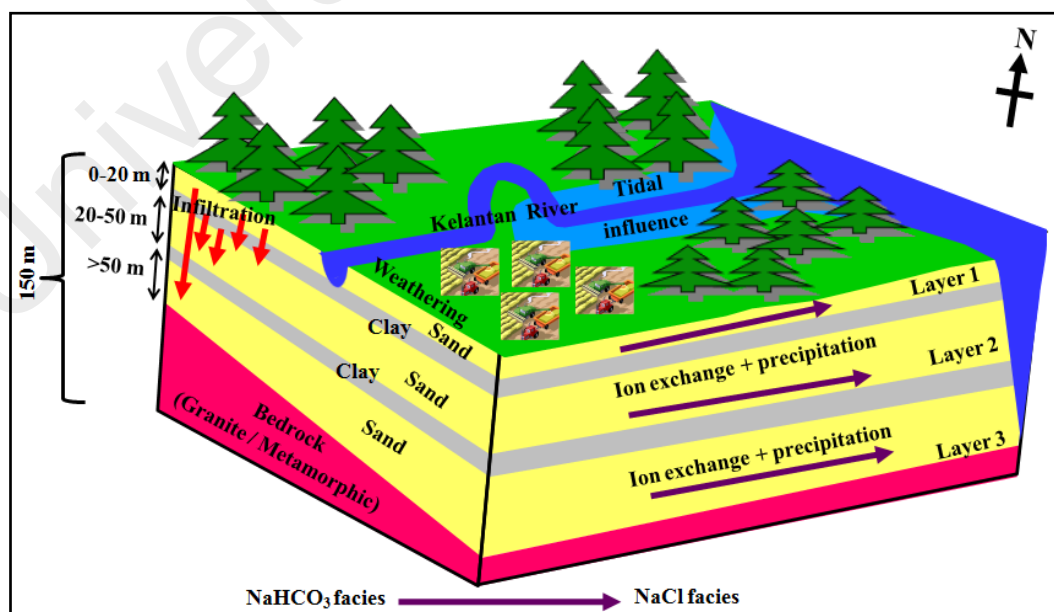 Univer
N
0-20 m
Infiltration
20-50 m
>50 m
150 m
Kelantan River
Tidal
influence
Weathering
Clay Sand
Clay Sand
Sand
Bedrock
(Granite / Metamorphic)
Layer 1
Ion exchange + precipitation
Layer 2
Ion exchange + precipitation
Layer 3
NaHCO₃ facies
NaCl facies